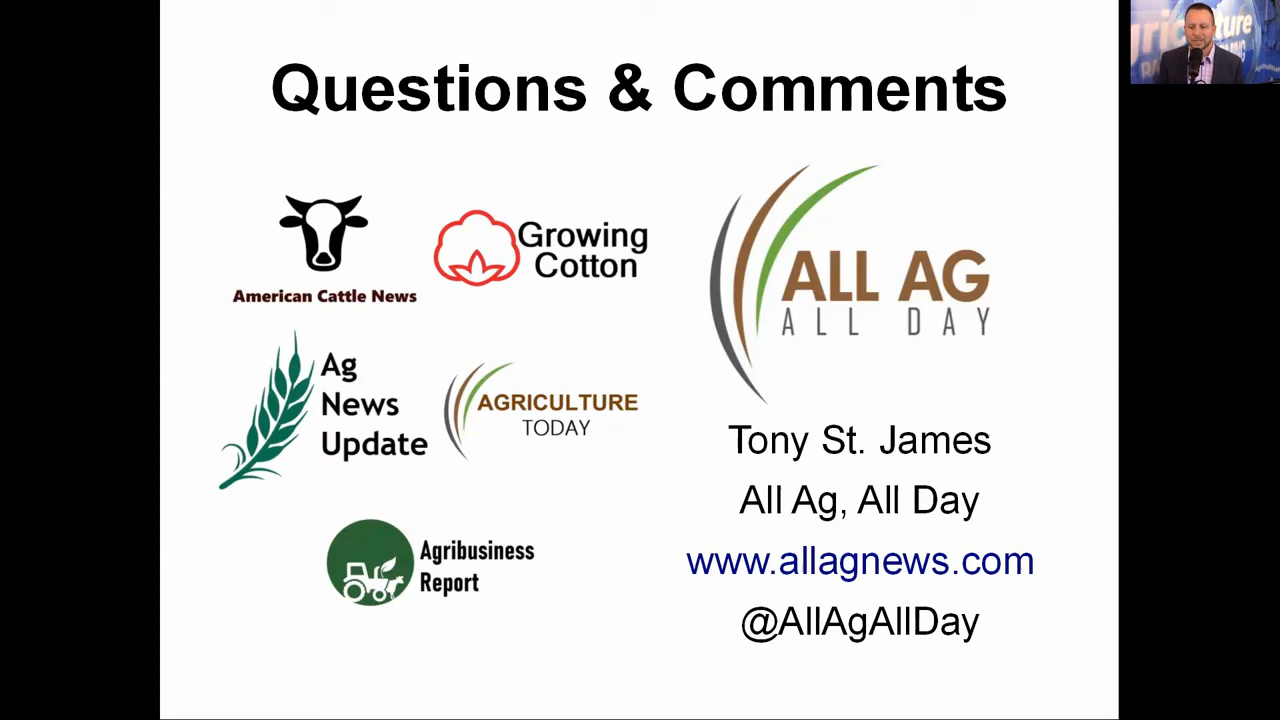 Questions & Comments
American Cattle News
Growing
Cotton
Ag
News
Update
AGRICULTURE
TODAY
Agribusiness
Report
ALL AG
ALL DAY
Tony St. James
All Ag, All Day
www.allagnews.com
@AllAgAllDay